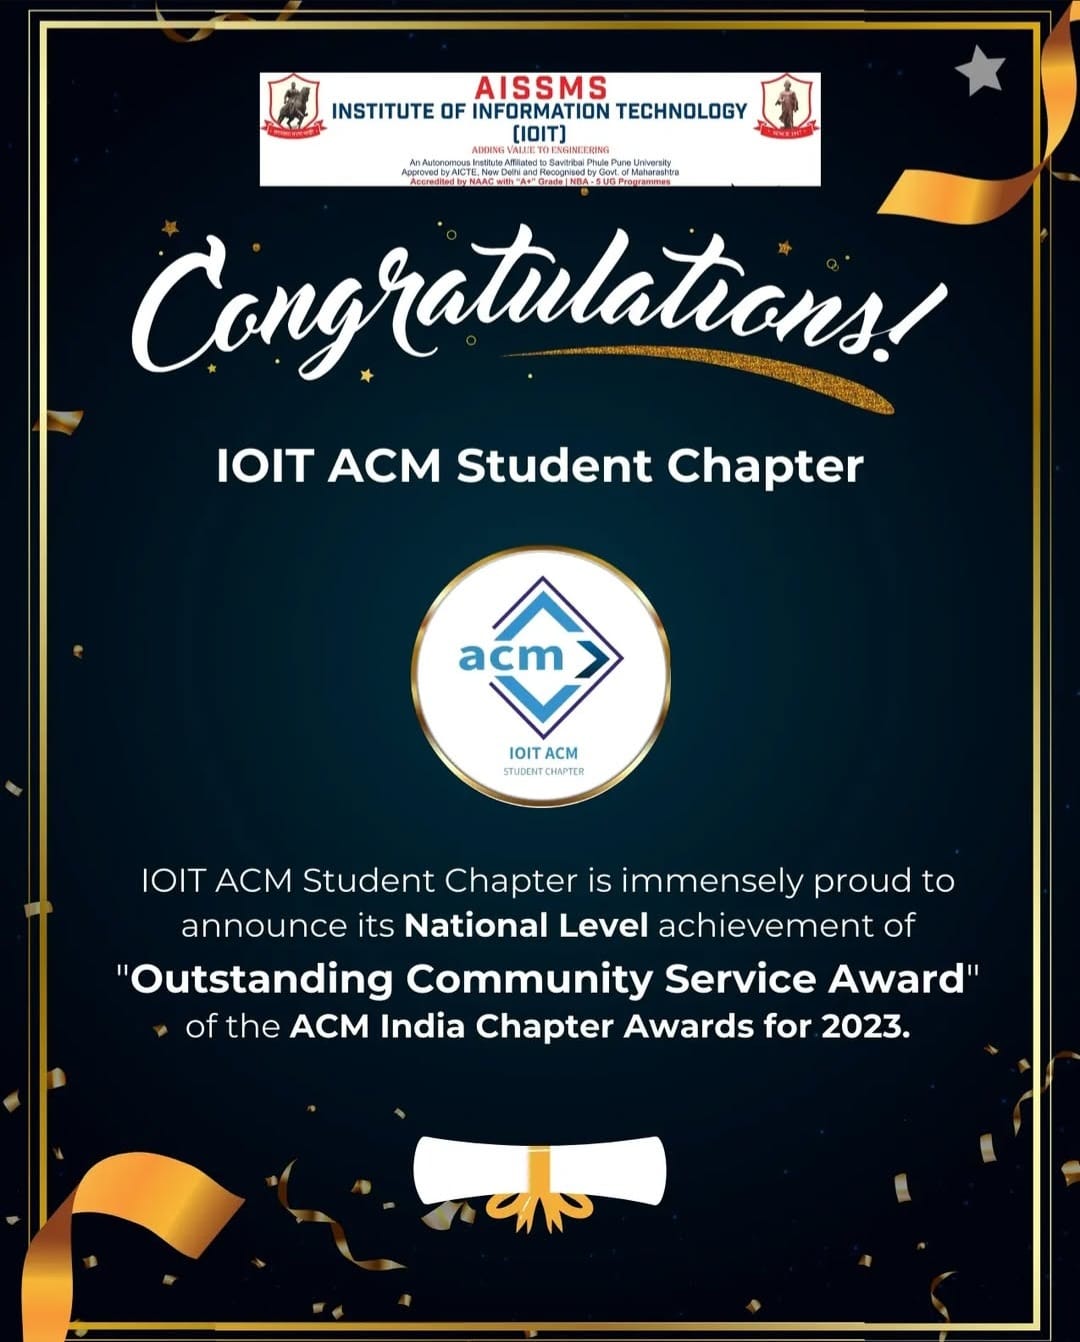 AISSMS
INSTITUTE OF INFORMATION TECHNOLOGY
(IOIT)
ADDING VALUE TO ENGINEERING
An Autonomous Institute Affiliated to Savitribai Phule Pune University
Approved by AICTE, New Delhi and Recognised by Govt. of Maharashtra
Accredited by NAAC with "A+" Grade | NBA - 5 UG Programmes
Congratulations!
IOIT ACM Student Chapter
acm
IOIT ACM
STUDENT CHAPTER
IOIT ACM Student Chapter is immensely proud to
announce its National Level achievement of
"Outstanding Community Service Award"
of the ACM India Chapter Awards for 2023.